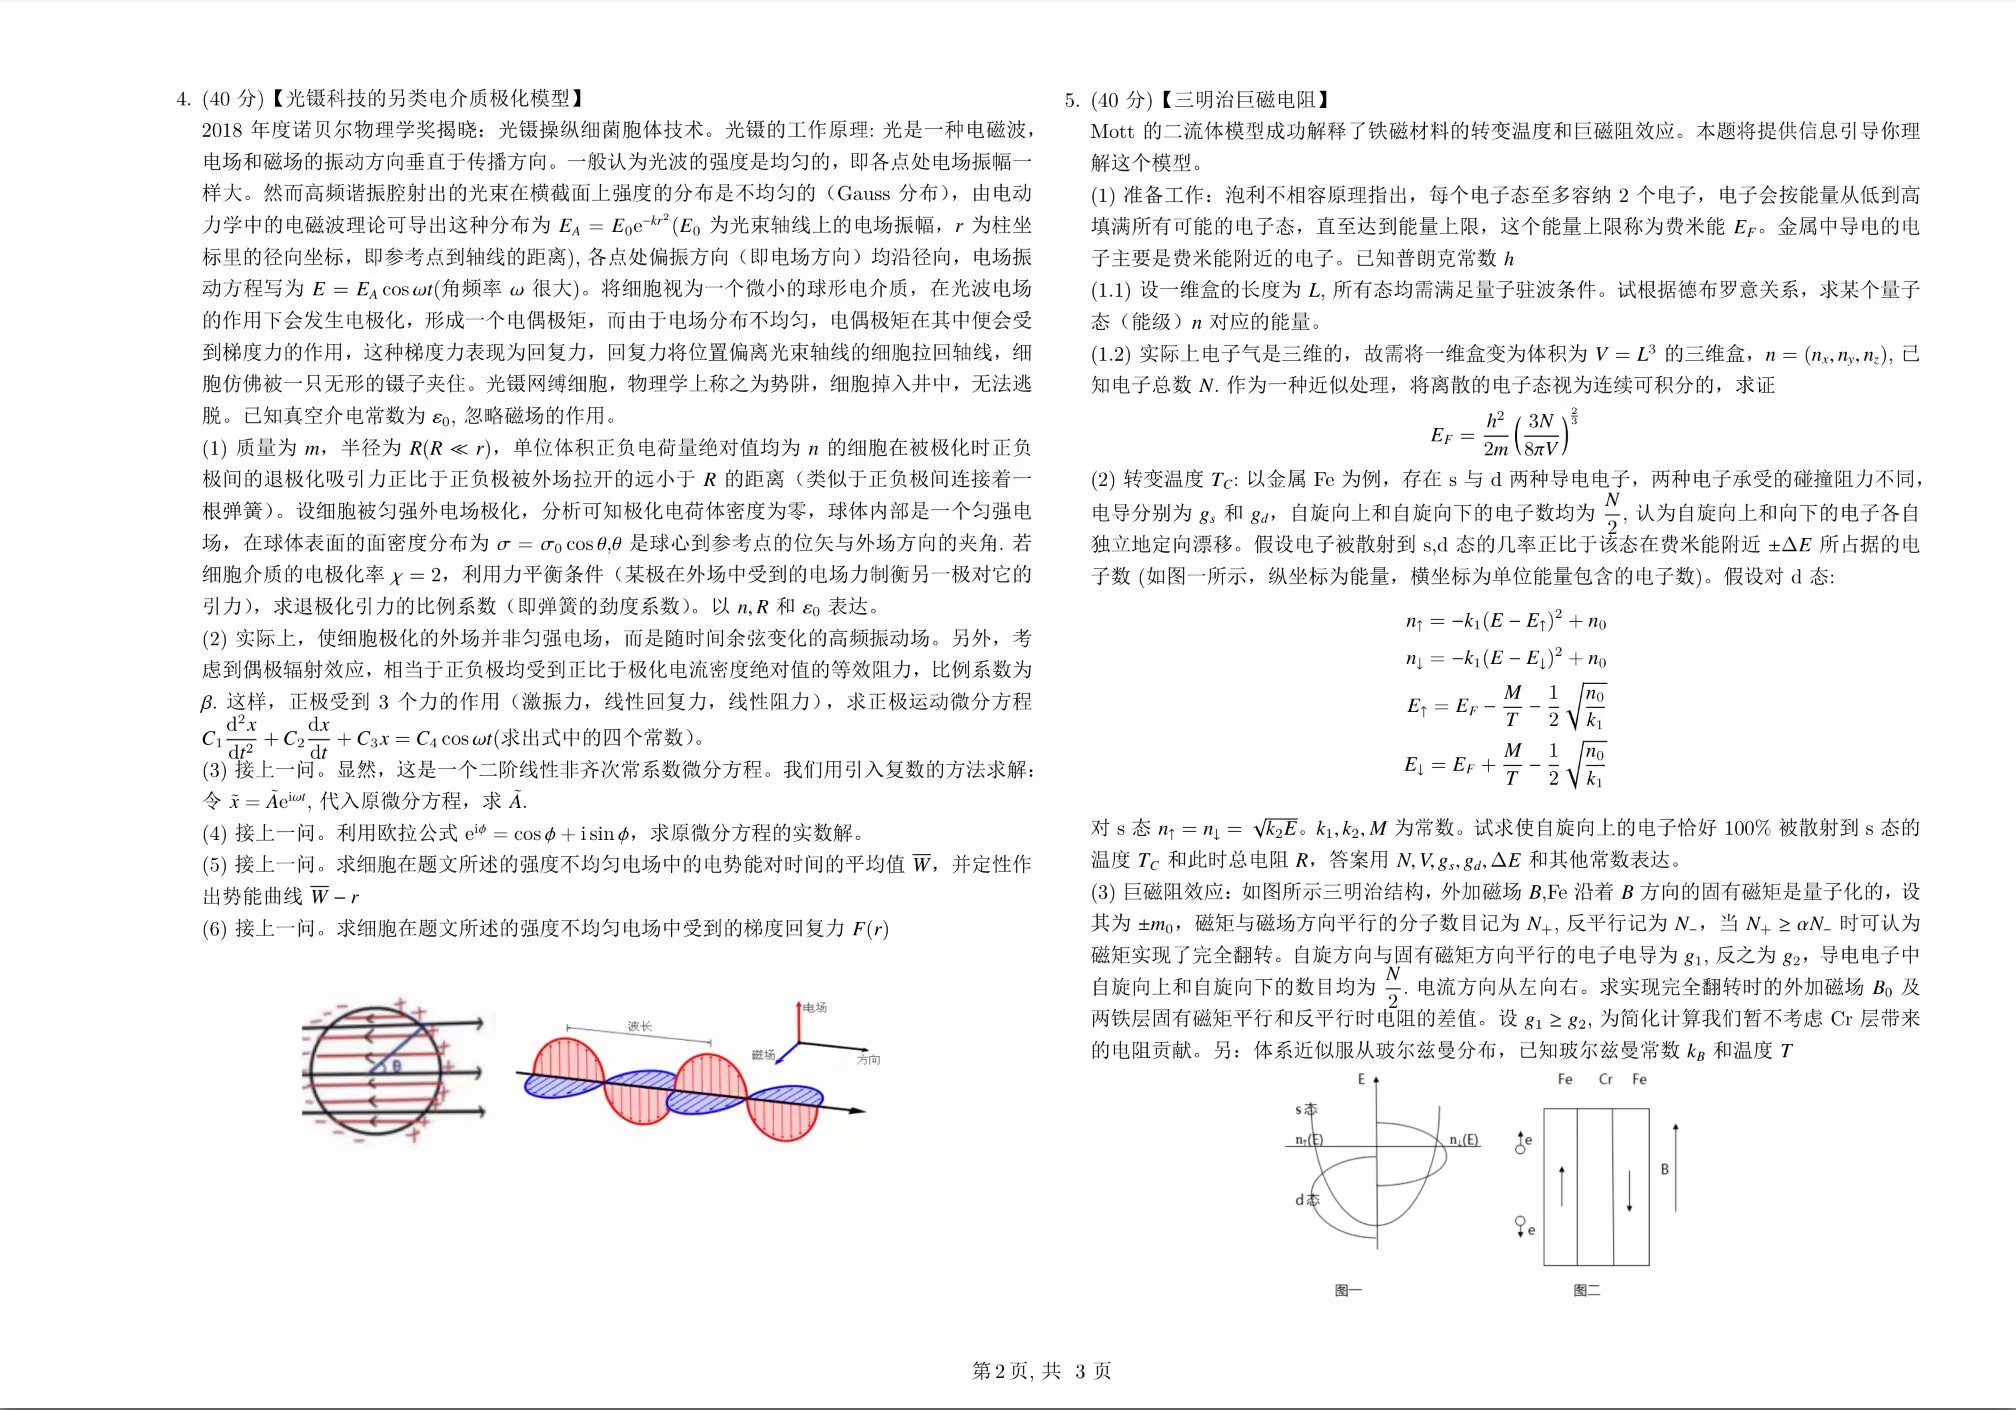 4. (40 分)【光镊科技的另类电介质极化模型】
2018 年度诺贝尔物理学奖揭晓：光镊操纵细菌胞体技术。光镊的工作原理: 光是一种电磁波，
电场和磁场的振动方向垂直于传播方向。一般认为光波的强度是均匀的，即各点处电场振幅一
样大。然而高频谐振腔射出的光束在横截面上强度的分布是不均匀的（Gauss 分布），由电动
力学中的电磁波理论可导出这种分布为 $E_A = E_0 e^{-kr^2}$($E_0$ 为光束轴线上的电场振幅，$r$ 为柱坐
标里的径向坐标，即参考点到轴线的距离), 各点处偏振方向（即电场方向）均沿径向，电场振
动方程写为 $E = E_A \cos \omega t$(角频率 $\omega$ 很大)。将细胞视为一个微小的球形电介质，在光波电场
的作用下会发生电极化，形成一个电偶极矩，而由于电场分布不均匀，电偶极矩在其中便会受
到梯度力的作用，这种梯度力表现为回复力，回复力将位置偏离光束轴线的细胞拉回轴线，细
胞仿佛被一只无形的镊子夹住。光镊网缚细胞，物理学上称之为势阱，细胞掉入井中，无法逃
脱。已知真空介电常数为 $\varepsilon_0$, 忽略磁场的作用。
(1) 质量为 $m$，半径为 $R(R \ll r)$，单位体积正负电荷量绝对值均为 $n$ 的细胞在被极化时正负
极间的退极化吸引力正比于正负极被外场拉开的远小于 $R$ 的距离（类似于正负极间连接着一
根弹簧）。设细胞被匀强外电场极化，分析可知极化电荷体密度为零，球体内部是一个匀强电
场，在球体表面的面密度分布为 $\sigma = \sigma_0 \cos \theta$,$\theta$ 是球心到参考点的位矢与外场方向的夹角. 若
细胞介质的电极化率 $\chi = 2$，利用力平衡条件（某极在外场中受到的电场力制衡另一极对它的
引力），求退极化引力的比例系数（即弹簧的劲度系数）。以 $n, R$ 和 $\varepsilon_0$ 表达。
(2) 实际上，使细胞极化的外场并非匀强电场，而是随时间余弦变化的高频振动场。另外，考
虑到偶极辐射效应，相当于正负极均受到正比于极化电流密度绝对值的等效阻力，比例系数为
$\beta$. 这样，正极受到 3 个力的作用（激振力，线性回复力，线性阻力），求正极运动微分方程
$C_1 \frac{d^2x}{dt^2} + C_2 \frac{dx}{dt} + C_3 x = C_4 \cos \omega t$(求出式中的四个常数)。
(3) 接上一问。显然，这是一个二阶线性非齐次常系数微分方程。我们用引入复数的方法求解：
令 $\tilde{x} = \tilde{A} e^{i\omega t}$, 代入原微分方程，求 $\tilde{A}$.
(4) 接上一问。利用欧拉公式 $e^{i\phi} = \cos \phi + i \sin \phi$，求原微分方程的实数解。
(5) 接上一问。求细胞在题文所述的强度不均匀电场中的电势能对时间的平均值 $\overline{W}$，并定性作
出势能曲线 $\overline{W} - r$
(6) 接上一问。求细胞在题文所述的强度不均匀电场中受到的梯度回复力 $F(r)$
θ
波长
电场
磁场
方向
5. (40 分)【三明治巨磁电阻】
Mott 的二流体模型成功解释了铁磁材料的转变温度和巨磁阻效应。本题将提供信息引导你理
解这个模型。
(1) 准备工作：泡利不相容原理指出，每个电子态至多容纳 2 个电子，电子会按能量从低到高
填满所有可能的电子态，直至达到能量上限，这个能量上限称为费米能 $E_F$。金属中导电的电
子主要是费米能附近的电子。已知普朗克常数 $h$
(1.1) 设一维盒的长度为 $L$, 所有态均需满足量子驻波条件。试根据德布罗意关系，求某个量子
态（能级）$n$ 对应的能量。
(1.2) 实际上电子气是三维的，故需将一维盒变为体积为 $V = L^3$ 的三维盒，$n = (n_x, n_y, n_z)$, 已
知电子总数 $N$. 作为一种近似处理，将离散的电子态视为连续可积分的，求证
$E_F = \frac{h^2}{2m} \left( \frac{3N}{8\pi V} \right)^{\frac{2}{3}}$
(2) 转变温度 $T_C$: 以金属 Fe 为例，存在 s 与 d 两种导电电子，两种电子承受的碰撞阻力不同，
电导分别为 $g_s$ 和 $g_d$，自旋向上和自旋向下的电子数均为 $\frac{N}{2}$, 认为自旋向上和向下的电子各自
独立地定向漂移。假设电子被散射到 s,d 态的几率正比于该态在费米能附近 $\pm \Delta E$ 所占据的电
子数 (如图一所示，纵坐标为能量，横坐标为单位能量包含的电子数)。假设对 d 态:
$n_\uparrow = -k_1 (E - E_\uparrow)^2 + n_0$
$n_\downarrow = -k_1 (E - E_\downarrow)^2 + n_0$
$E_\uparrow = E_F - \frac{M}{T} - \frac{1}{2} \sqrt{\frac{n_0}{k_1}}$
$E_\downarrow = E_F + \frac{M}{T} - \frac{1}{2} \sqrt{\frac{n_0}{k_1}}$
对 s 态 $n_\uparrow = n_\downarrow = \sqrt{k_2 E}$。$k_1, k_2, M$ 为常数。试求使自旋向上的电子恰好 100% 被散射到 s 态的
温度 $T_C$ 和此时总电阻 $R$，答案用 $N, V, g_s, g_d, \Delta E$ 和其他常数表达。
(3) 巨磁阻效应：如图所示三明治结构，外加磁场 $B$,Fe 沿着 $B$ 方向的固有磁矩是量子化的，设
其为 $\pm m_0$，磁矩与磁场方向平行的分子数目记为 $N_+$, 反平行记为 $N_-$，当 $N_+ \geq \alpha N_-$ 时可认为
磁矩实现了完全翻转。自旋方向与固有磁矩方向平行的电子电导为 $g_1$, 反之为 $g_2$，导电电子中
自旋向上和自旋向下的数目均为 $\frac{N}{2}$. 电流方向从左向右。求实现完全翻转时的外加磁场 $B_0$ 及
两铁层固有磁矩平行和反平行时电阻的差值。设 $g_1 \geq g_2$, 为简化计算我们暂不考虑 Cr 层带来
的电阻贡献。另：体系近似服从玻尔兹曼分布，已知玻尔兹曼常数 $k_B$ 和温度 $T$
E
s态
n↑(E)
n↓(E)
d态
图一
Fe Cr Fe
e
B
e
图二
第 2 页, 共 3 页